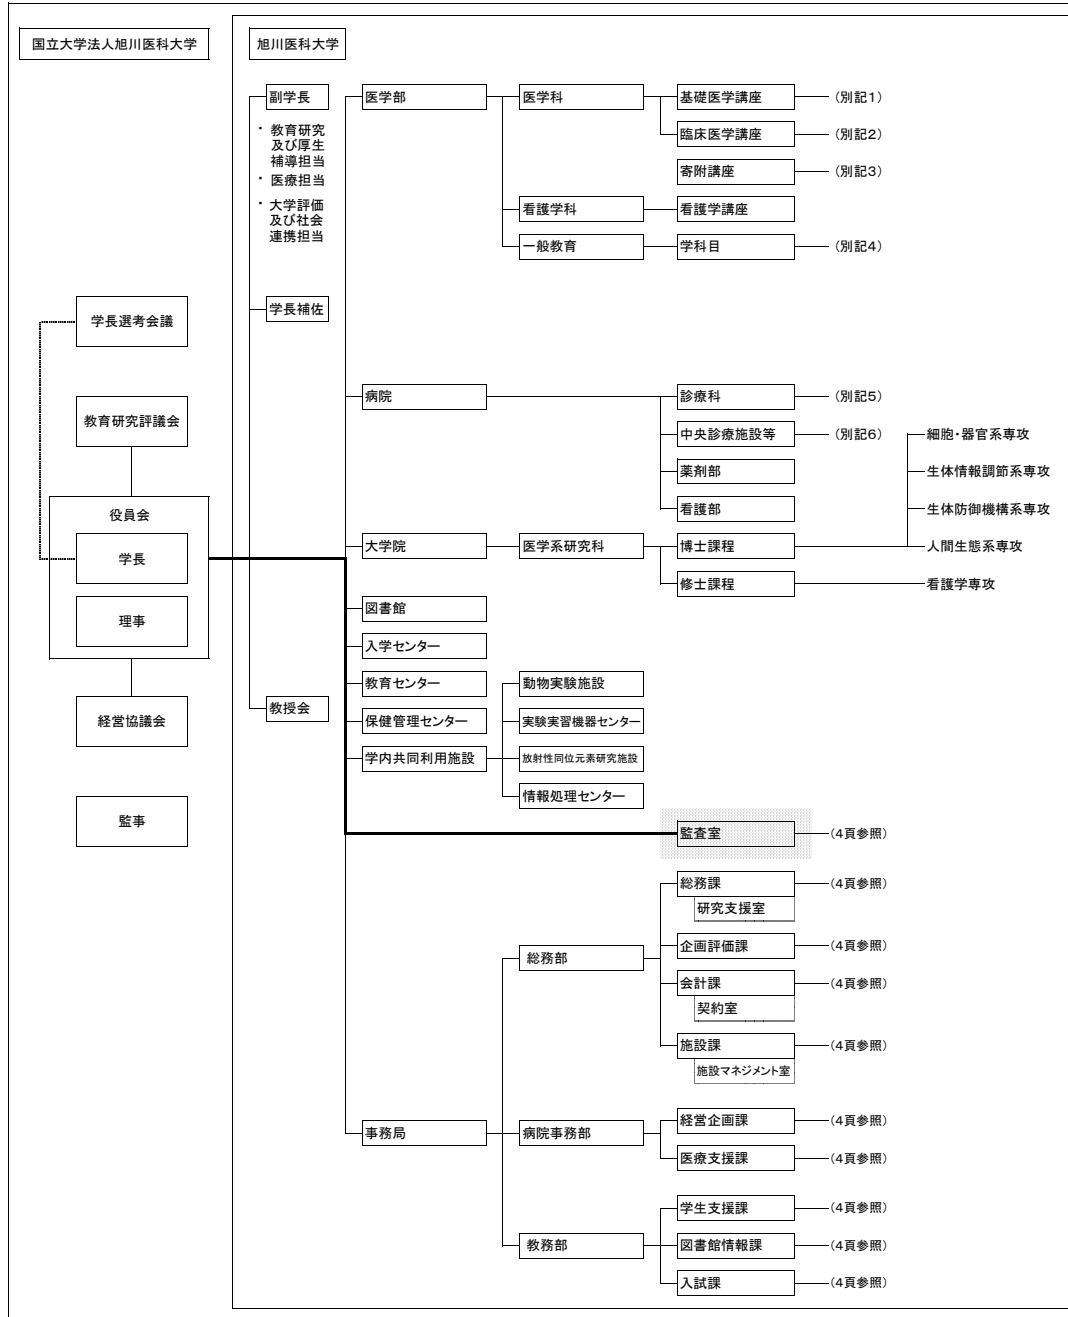 国立大学法人旭川医科大学
旭川医科大学
副学長
・ 教育研究
及び厚生
補導担当
・ 医療担当
・ 大学評価
及び社会
連携担当
学長補佐
教授会
学長選考会議
教育研究評議会
役員会
学長
理事
経営協議会
監事
医学部
医学科
基礎医学講座
(別記1)
臨床医学講座
(別記2)
寄附講座
(別記3)
看護学科
看護学講座
一般教育
学科目
(別記4)
病院
診療科
(別記5)
中央診療施設等
(別記6)
薬剤部
看護部
大学院
医学系研究科
博士課程
細胞・器官系専攻
生体情報調節系専攻
生体防御機構系専攻
人間生態系専攻
修士課程
看護学専攻
図書館
入学センター
教育センター
保健管理センター
学内共同利用施設
動物実験施設
実験実習機器センター
放射性同位元素研究施設
情報処理センター
監査室
(4頁参照)
事務局
総務部
総務課
(4頁参照)
研究支援室
企画評価課
(4頁参照)
会計課
(4頁参照)
契約室
施設課
(4頁参照)
施設マネジメント室
病院事務部
経営企画課
(4頁参照)
医療支援課
(4頁参照)
教務部
学生支援課
(4頁参照)
図書館情報課
(4頁参照)
入試課
(4頁参照)